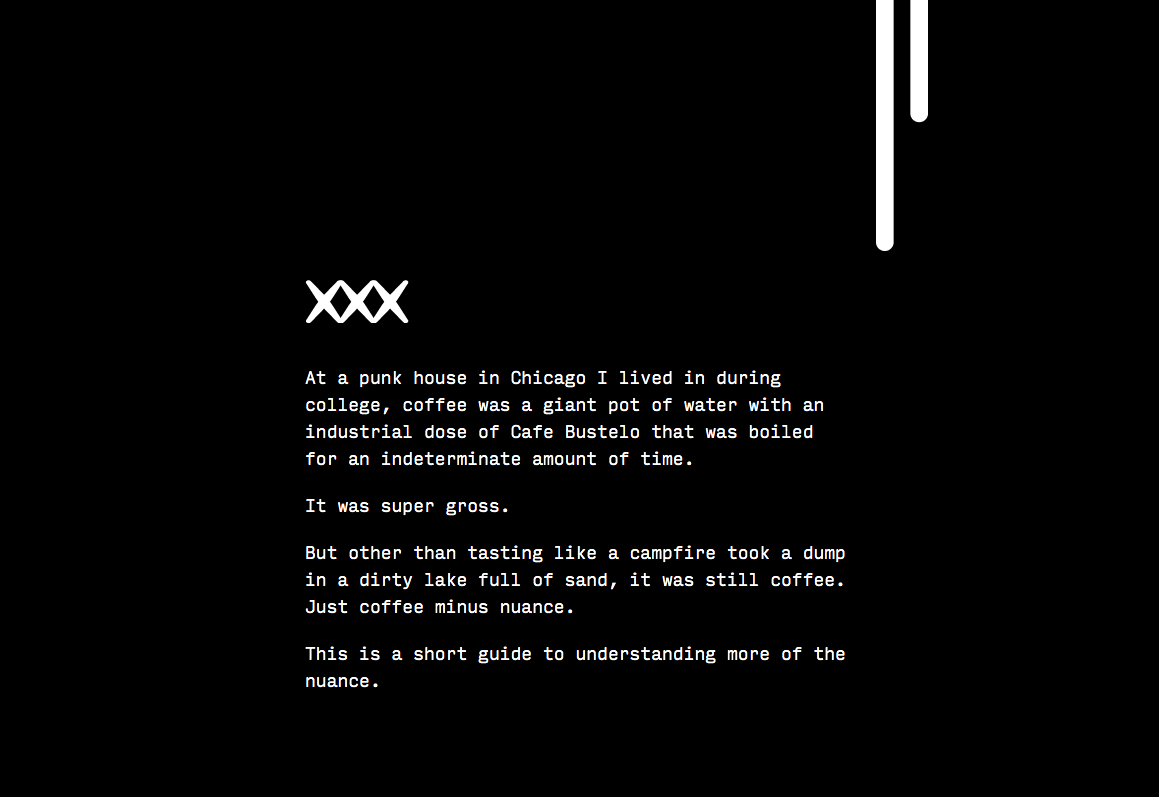 XXX
At a punk house in Chicago I lived in during
college, coffee was a giant pot of water with an
industrial dose of Cafe Bustelo that was boiled
for an indeterminate amount of time.
It was super gross.
But other than tasting like a campfire took a dump
in a dirty lake full of sand, it was still coffee.
Just coffee minus nuance.
This is a short guide to understanding more of the
nuance.